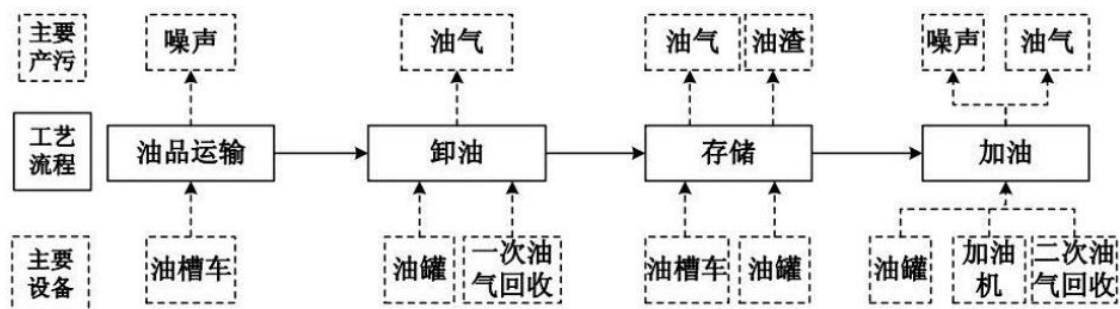 主要
产污
噪声
油气
油气
油渣
噪声
油气
工艺
流程
油品运输
卸油
存储
加油
主要
设备
油槽车
油罐
一次油
气回收
油槽车
油罐
油罐
加油
机
二次油
气回收